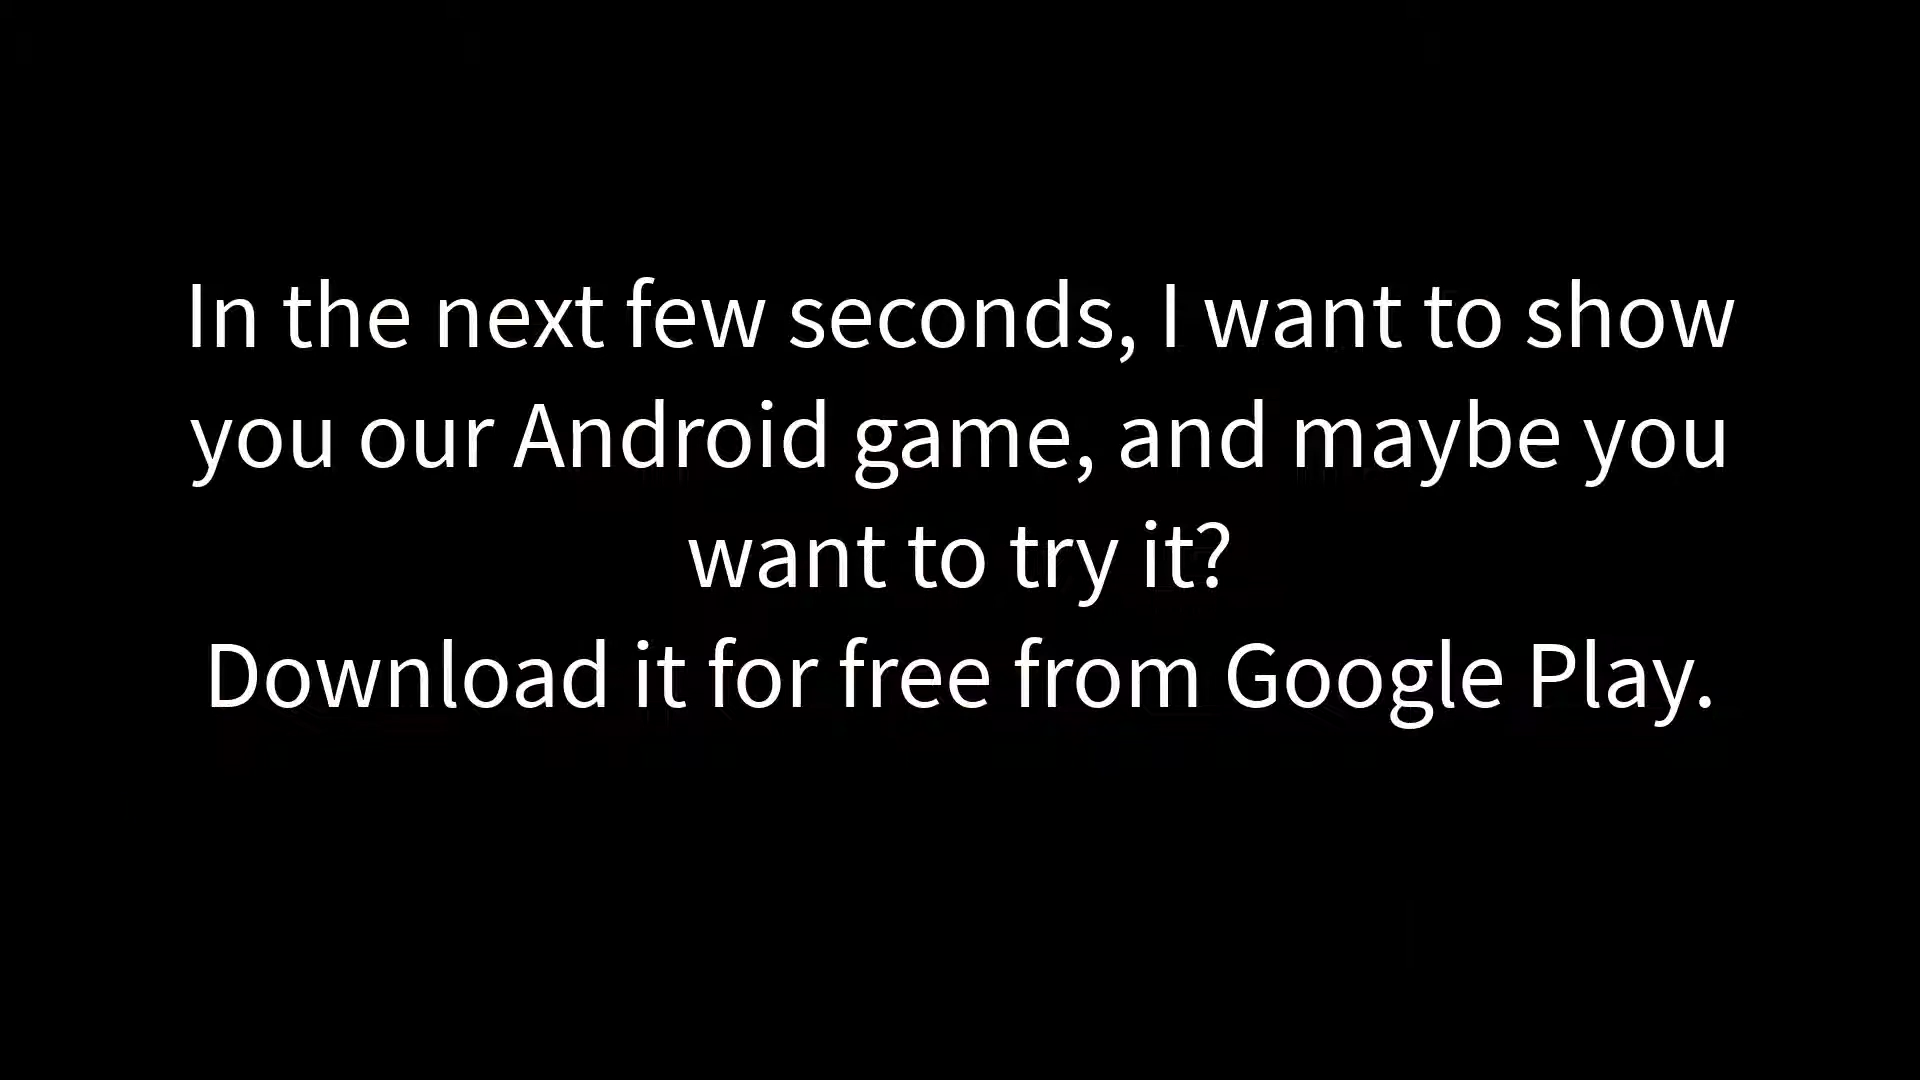 In the next few seconds, I want to show
you our Android game, and maybe you
want to try it?
Download it for free from Google Play.